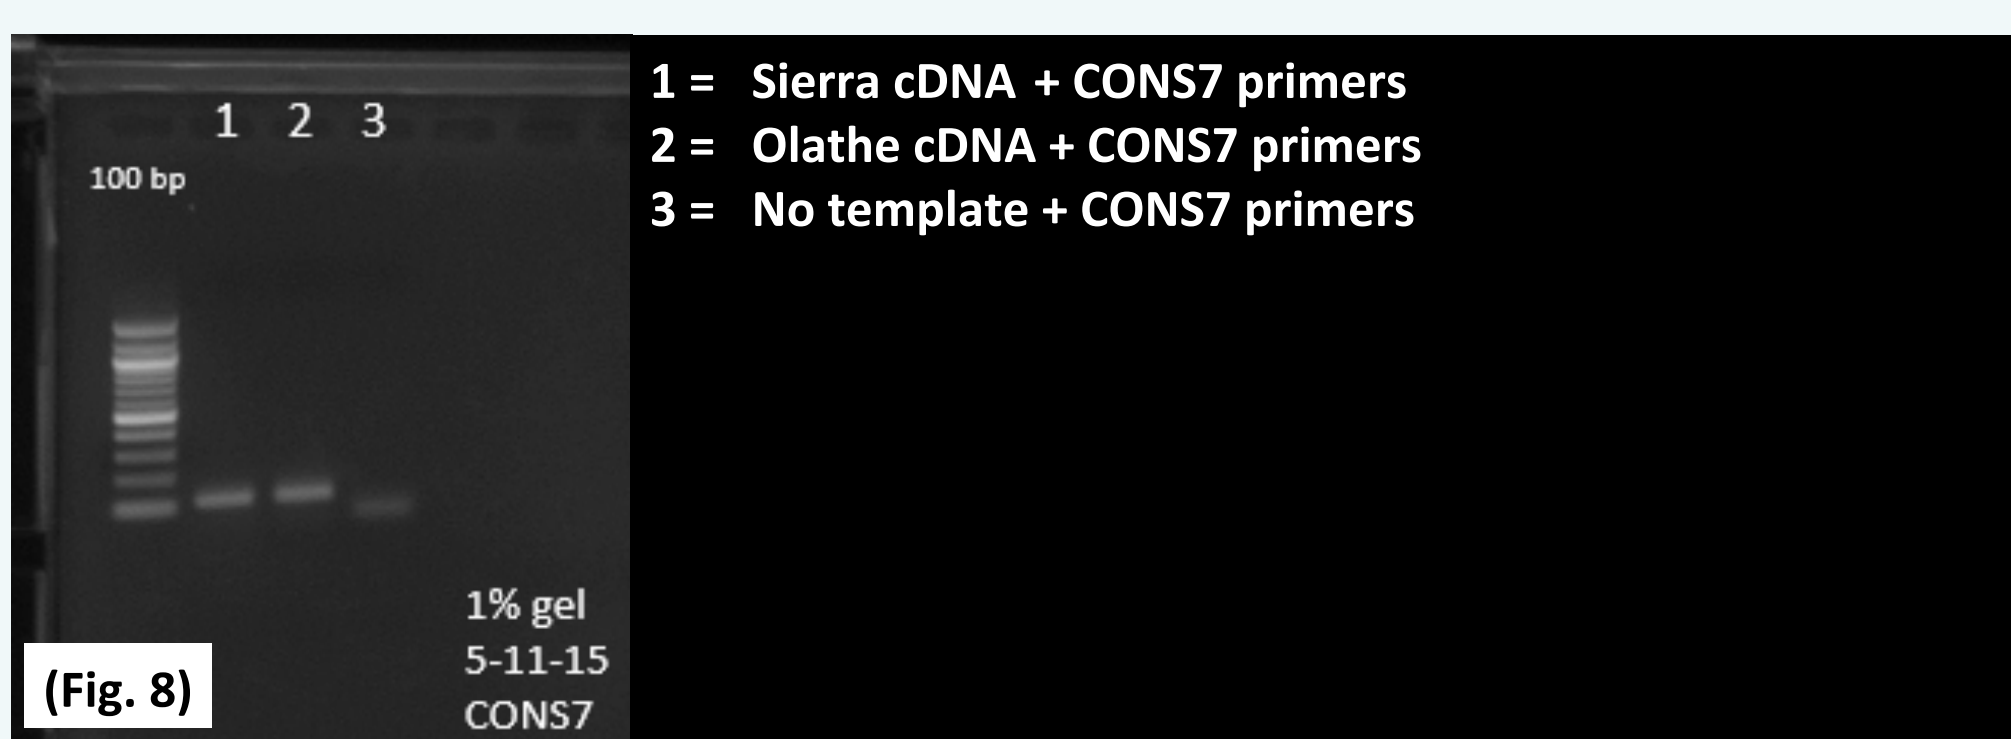 1 2 3
100 bp
1% gel
5-11-15
CONS7
(Fig. 8)
1 = Sierra cDNA + CONS7 primers
2 = Olathe cDNA + CONS7 primers
3 = No template + CONS7 primers